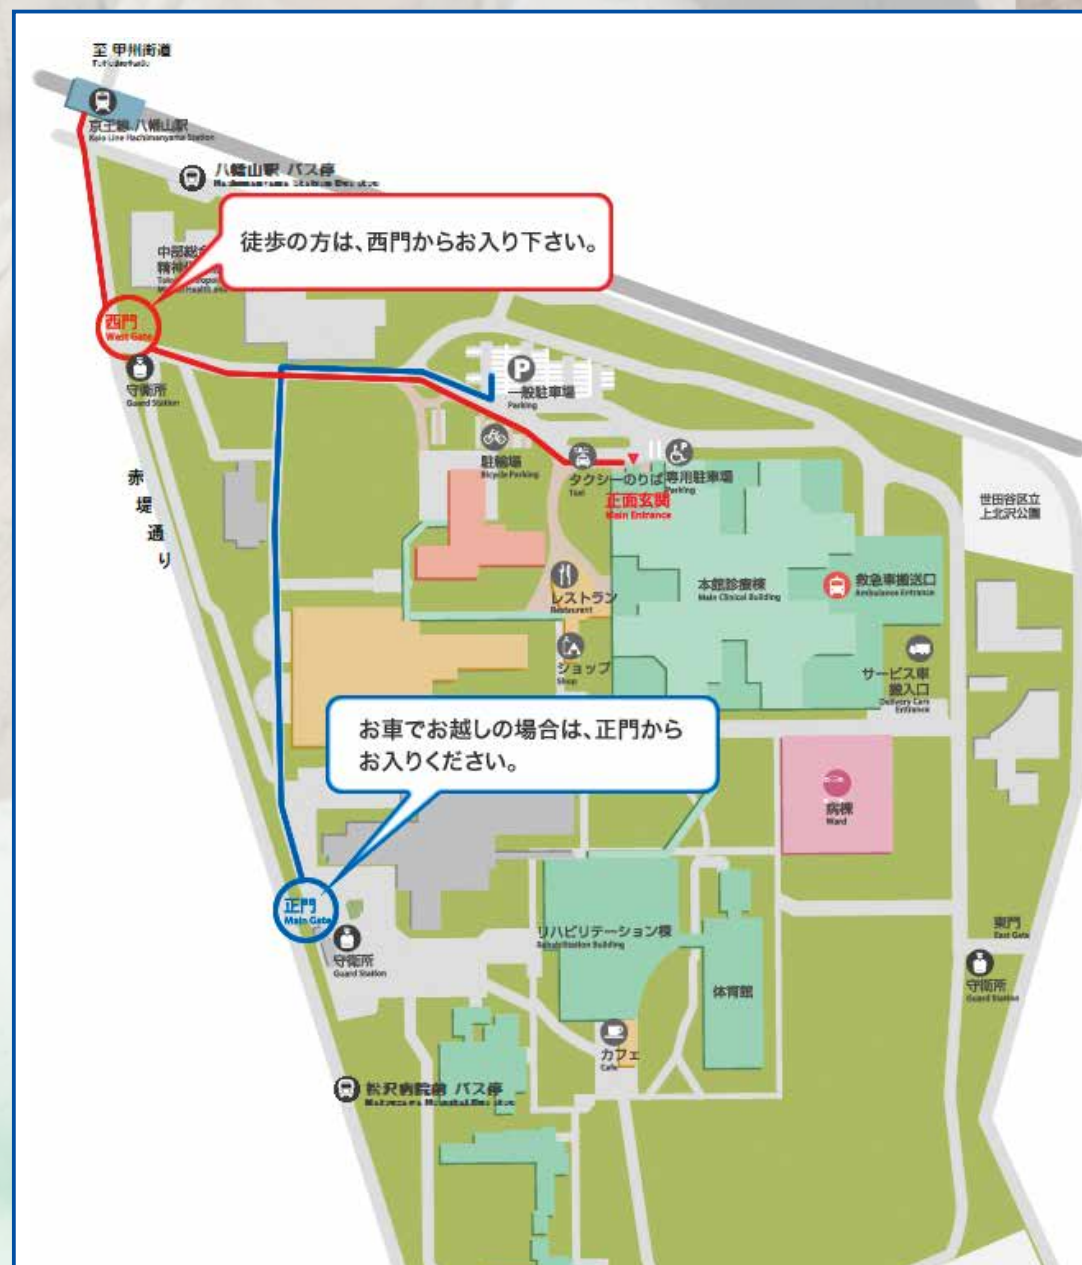 至 甲州街道
京王線 八幡山駅
Keio Line Hachimanyama Station
八幡山駅 バス停
徒歩の方は、西門からお入り下さい。
中部総合
西門
West Gate
守衛所
Guard Station
P
一般駐車場
Parking
駐輪場
Bicycle Parking
タクシーのりば
Taxi
専用駐車場
Parking
正面玄関
Main Entrance
世田谷区立
上北沢公園
赤堤通り
レストラン
Restaurant
本館診療棟
Main Clinical Building
救急車搬送口
Ambulance Entrance
ショップ
Shop
サービス車
搬入口
Delivery Cars
Entrance
お車でお越しの場合は、正門から
お入りください。
病棟
Ward
正門
Main Gate
守衛所
Guard Station
リハビリテーション棟
Rehabilitation Building
体育館
東門
East Gate
守衛所
Guard Station
カフェ
Cafe
松沢病院前 バス停